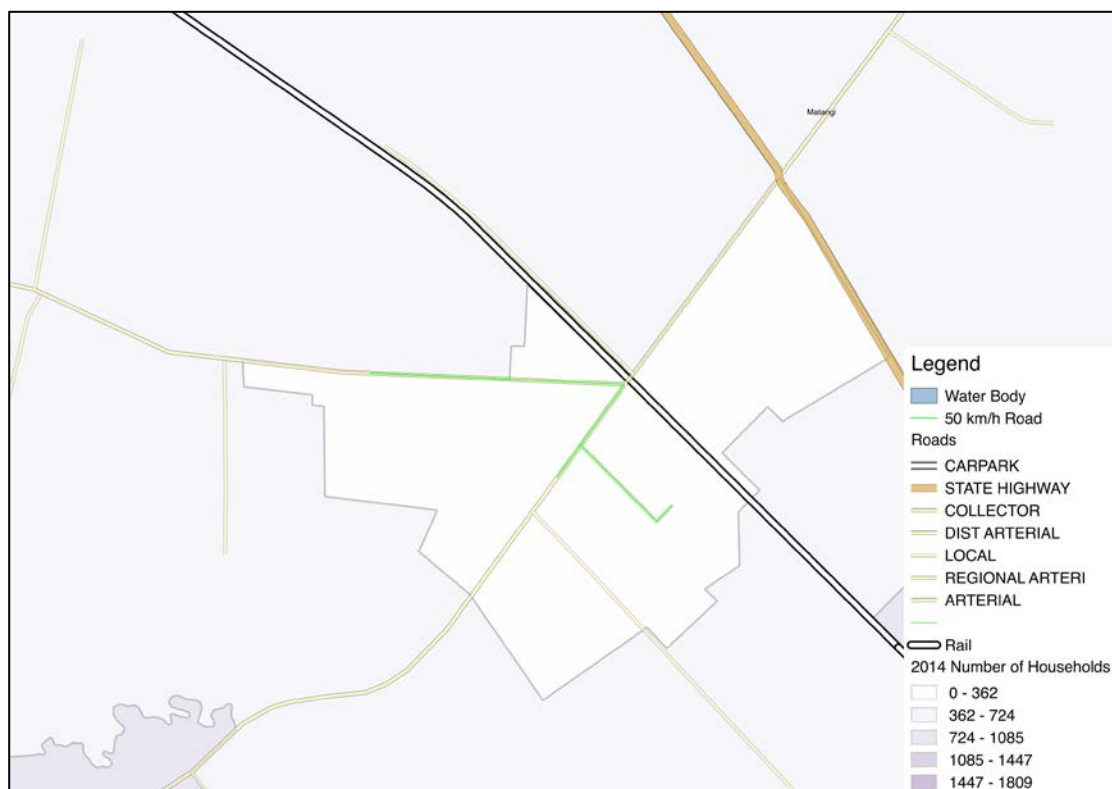 Matangi
Legend
Water Body
50 km/h Road
Roads
CARPARK
STATE HIGHWAY
COLLECTOR
DIST ARTERIAL
LOCAL
REGIONAL ARTERI
ARTERIAL
Rail
2014 Number of Households
0 - 362
362 - 724
724 - 1085
1085 - 1447
1447 - 1809